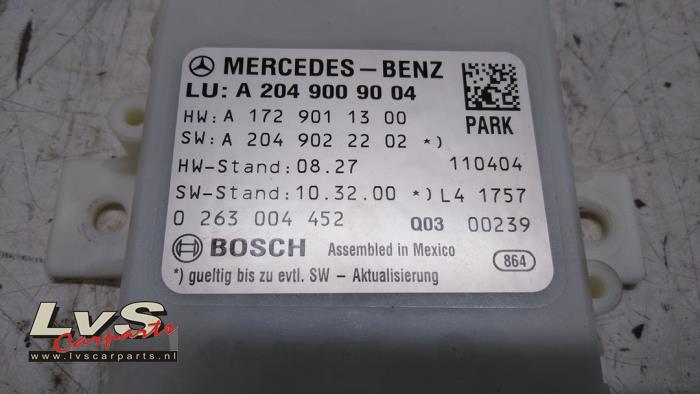 MERCEDES-BENZ
LU: A 204 900 90 04
HW: A 172 901 13 00
PARK
SW: A 204 902 22 02 *)
HW-Stand: 08.27 110404
SW-Stand: 10.32.00 *) L4 1757
0 263 004 452 Q03 00239
BOSCH Assembled in Mexico 864
*) gueltig bis zu evtl. SW - Aktualisierung
LvS
Carparts
www.lvscarparts.nl